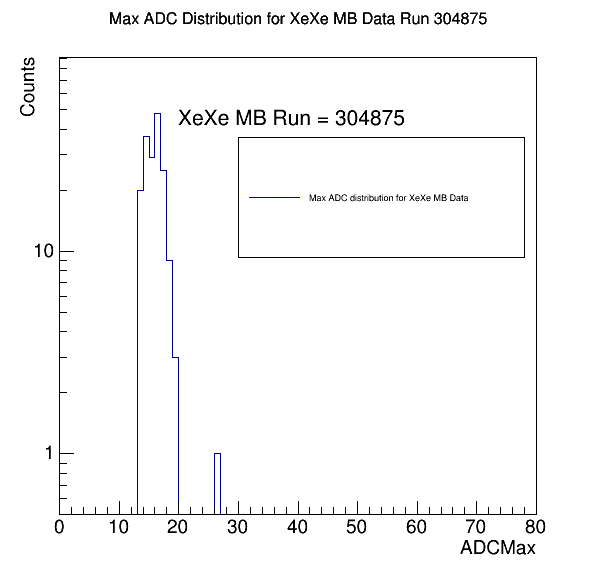 Max ADC Distribution for XeXe MB Data Run 304875
Counts
XeXe MB Run = 304875
Max ADC distribution for XeXe MB Data
10
1
0 10 20 30 40 50 60 70 80
ADCMax